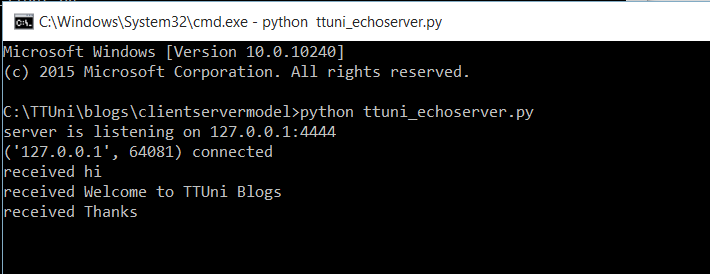 C:\Windows\System32\cmd.exe - python  ttuni_echoserver.py
Microsoft Windows [Version 10.0.10240]
(c) 2015 Microsoft Corporation. All rights reserved.
C:\TTUni\blogs\clientservermodel>python ttuni_echoserver.py
server is listening on 127.0.0.1:4444
('127.0.0.1', 64081) connected
received hi
received Welcome to TTUni Blogs
received Thanks